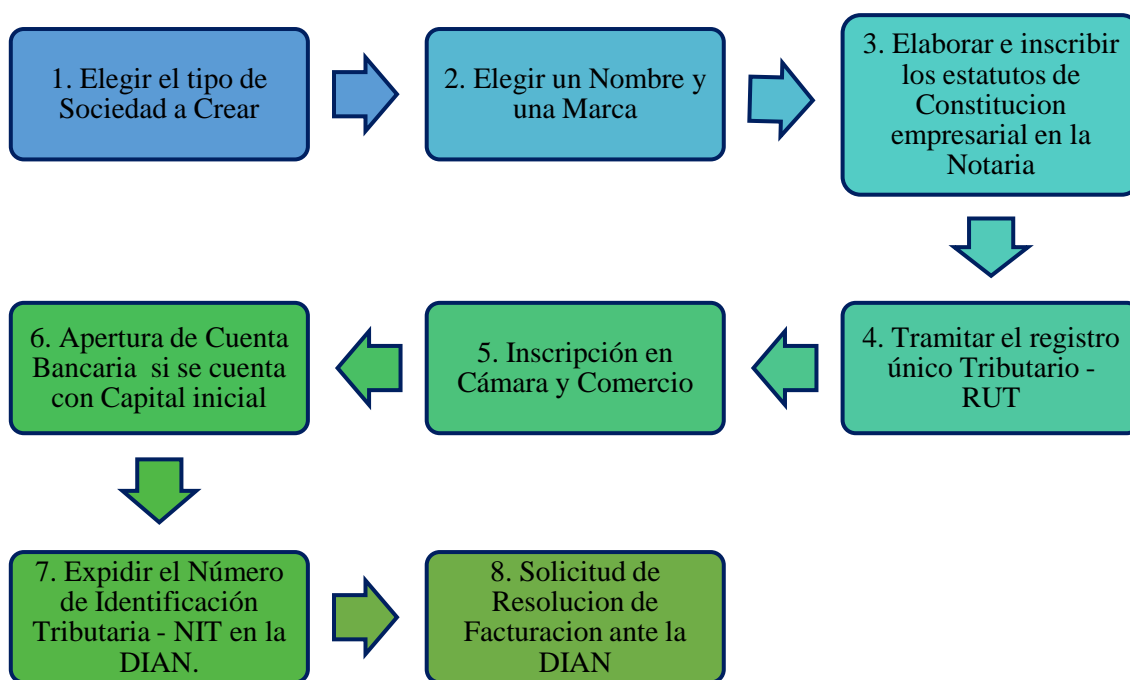 1. Elegir el tipo de
Sociedad a Crear
2. Elegir un Nombre y
una Marca
3. Elaborar e inscribir
los estatutos de
Constitucion
empresarial en la
Notaria
4. Tramitar el registro
único Tributario -
RUT
5. Inscripción en
Cámara y Comercio
6. Apertura de Cuenta
Bancaria si se cuenta
con Capital inicial
7. Expidir el Número
de Identificación
Tributaria - NIT en la
DIAN.
8. Solicitud de
Resolucion de
Facturacion ante la
DIAN